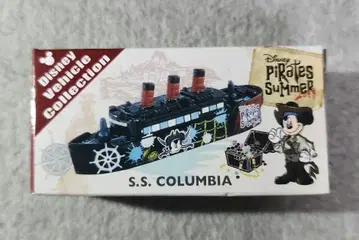 Disney
Vehicle
Collection
Disney
PiRATES
SUMMER
S.S. COLUMBIA